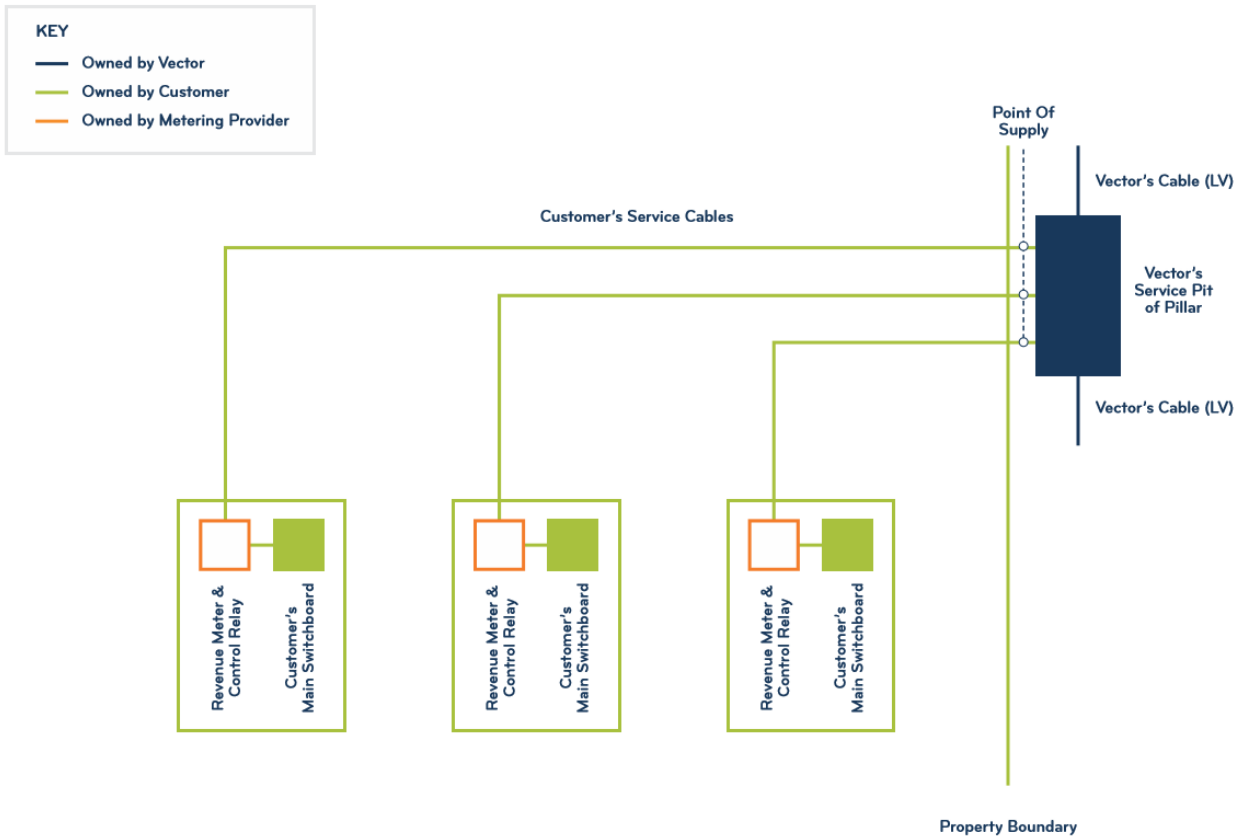 KEY
Owned by Vector
Owned by Customer
Owned by Metering Provider
Point Of
Supply
Vector's Cable (LV)
Customer's Service Cables
Vector's
Service Pit
of Pillar
Vector's Cable (LV)
Revenue Meter &
Control Relay
Customer's
Main Switchboard
Revenue Meter &
Control Relay
Customer's
Main Switchboard
Revenue Meter &
Control Relay
Customer's
Main Switchboard
Property Boundary